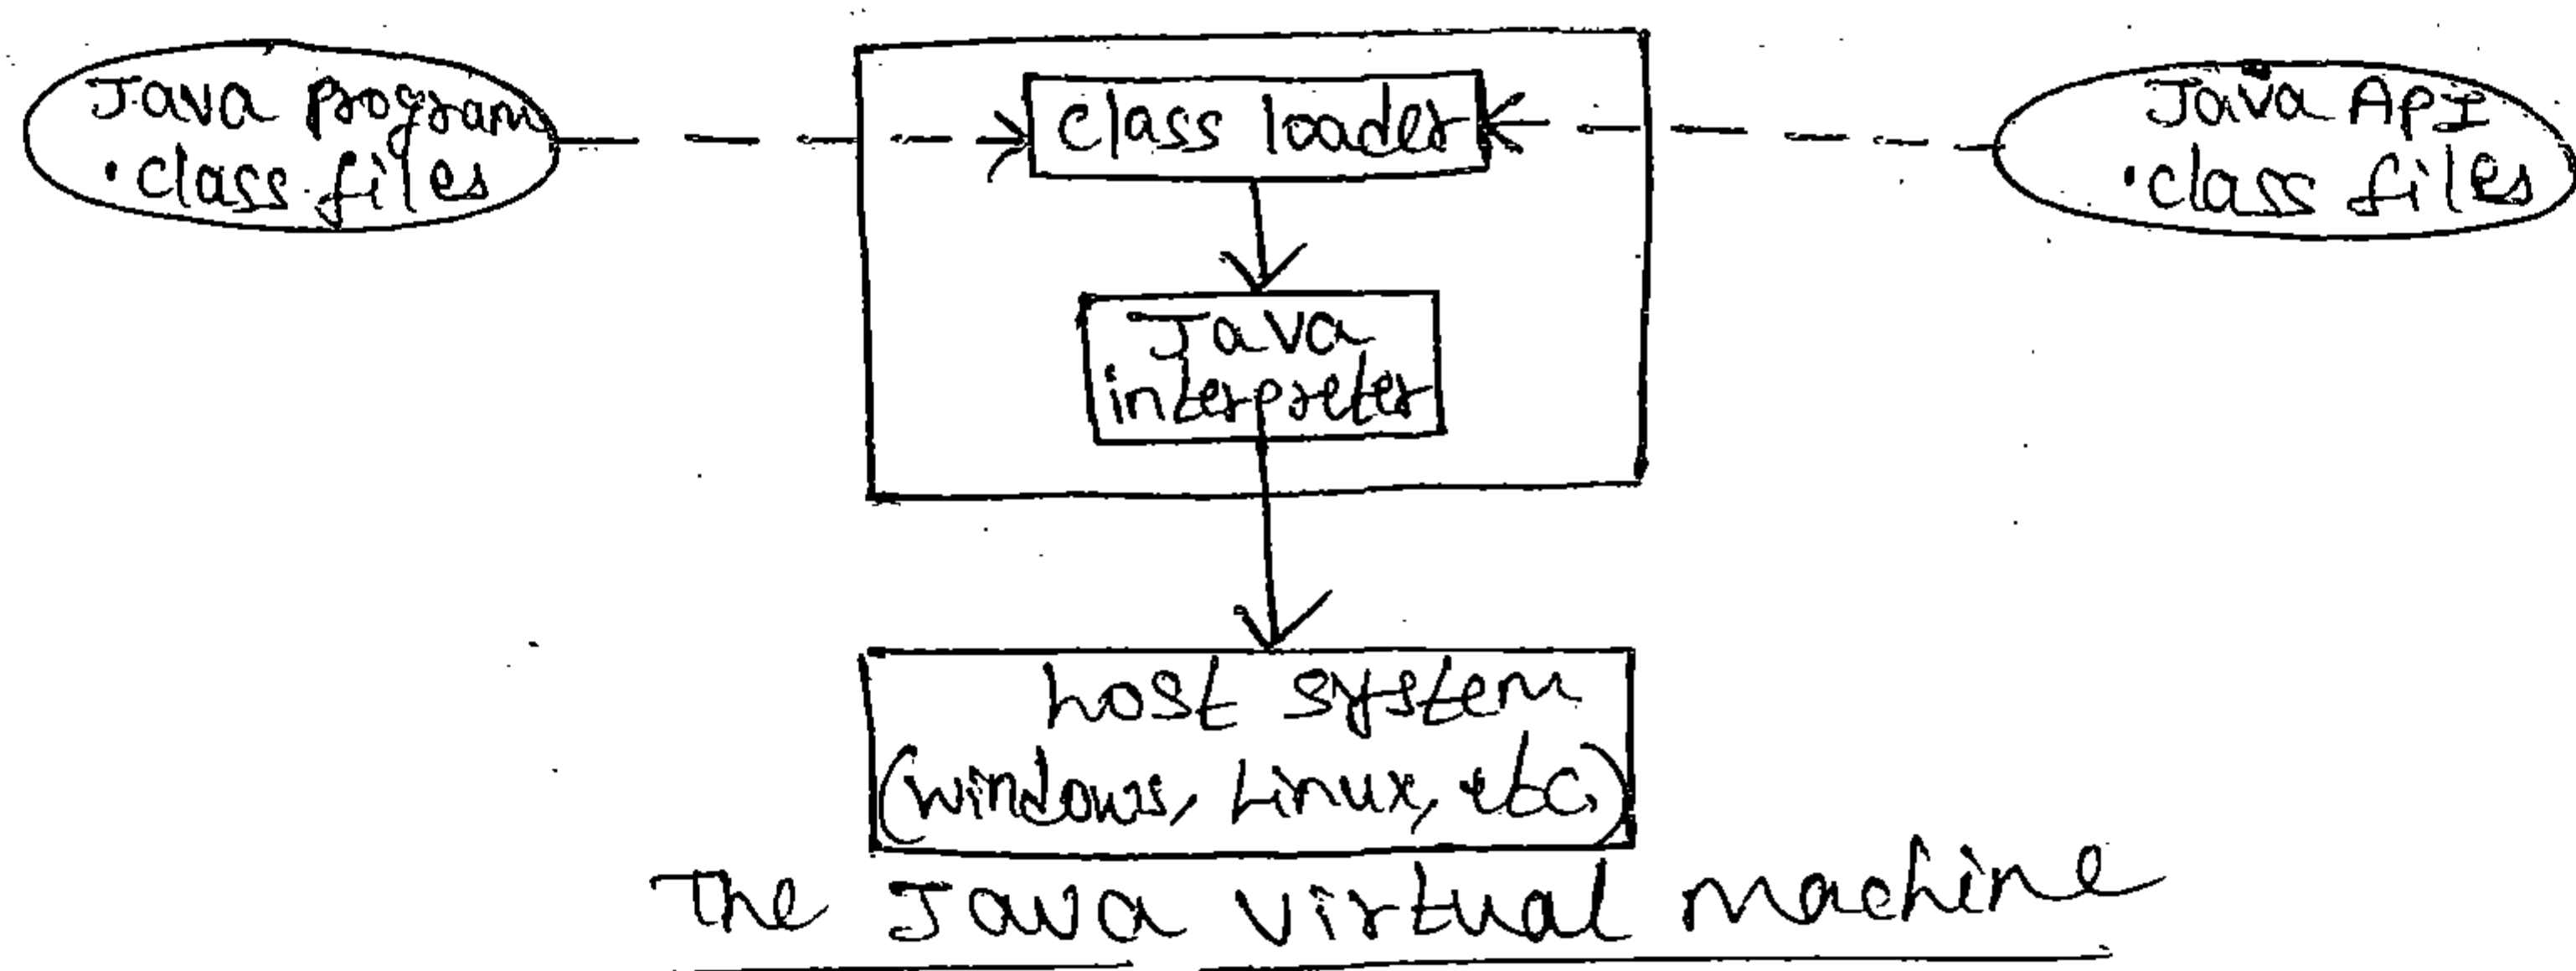 Java program
.class files
class loader
Java API
.class files
Java
interpreter
host system
(windows, Linux, etc.)
The Java virtual machine